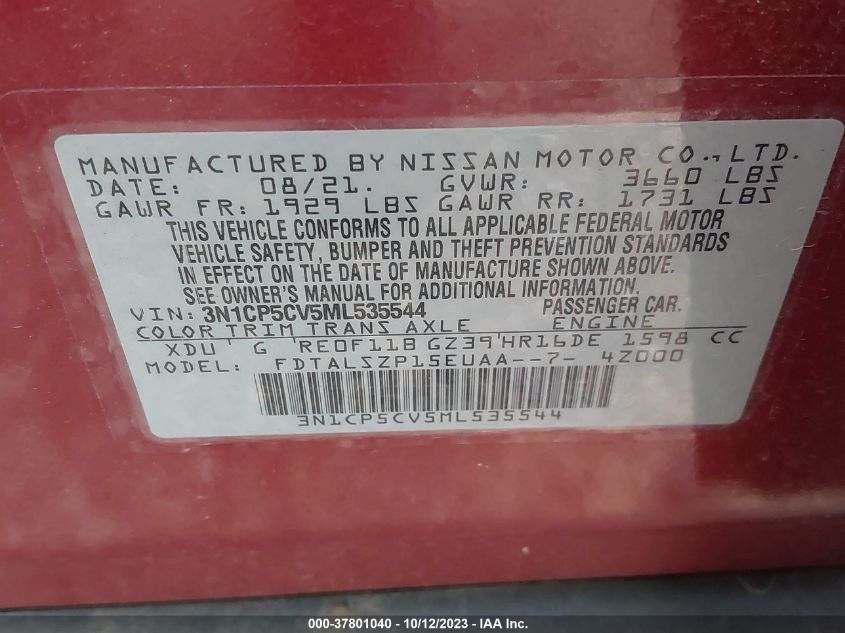 MANUFACTURED BY NISSAN MOTOR CO., LTD.
DATE: 08/21. GVWR: 3660 LBS
GAWR FR: 1929 LBS GAWR RR: 1731 LBS
THIS VEHICLE CONFORMS TO ALL APPLICABLE FEDERAL MOTOR
VEHICLE SAFETY, BUMPER AND THEFT PREVENTION STANDARDS
IN EFFECT ON THE DATE OF MANUFACTURE SHOWN ABOVE.
SEE OWNER'S MANUAL FOR ADDITIONAL INFORMATION.
VIN: 3N1CP5CV5ML535544 PASSENGER CAR.
COLOR TRIM TRANS AXLE ENGINE
XDU G RE0F11B GZ39 HR16DE 1598 CC
MODEL: FDTALSZP15EUAA--7- 4Z000
3N1CP5CV5ML535544
000-37801040 - 10/12/2023 - IAA Inc.